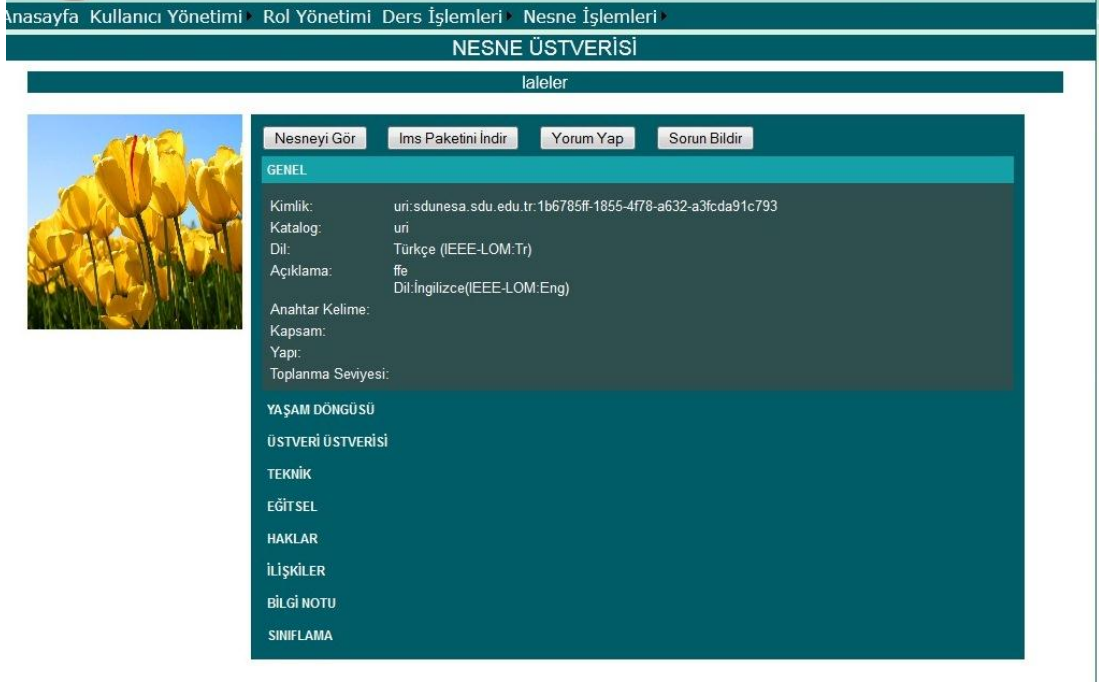 Anasayfa Kullanıcı Yönetimi Rol Yönetimi Ders İşlemleri Nesne İşlemleri
NESNE ÜSTVERİSİ
laleler
Nesneyi Gör Ims Paketini İndir Yorum Yap Sorun Bildir
GENEL
Kimlik: uri:sdunesa.sdu.edu.tr:1b6785ff-1855-4f78-a632-a3fcda91c793
Katalog: uri
Dil: Türkçe (IEEE-LOM:Tr)
Açıklama: ffe
Dil:İngilizce(IEEE-LOM:Eng)
Anahtar Kelime:
Kapsam:
Yapı:
Toplanma Seviyesi:
YAŞAM DÖNGÜSÜ
ÜSTVERİ ÜSTVERİSİ
TEKNİK
EĞİTSEL
HAKLAR
İLİŞKİLER
BİLGİ NOTU
SINIFLAMA